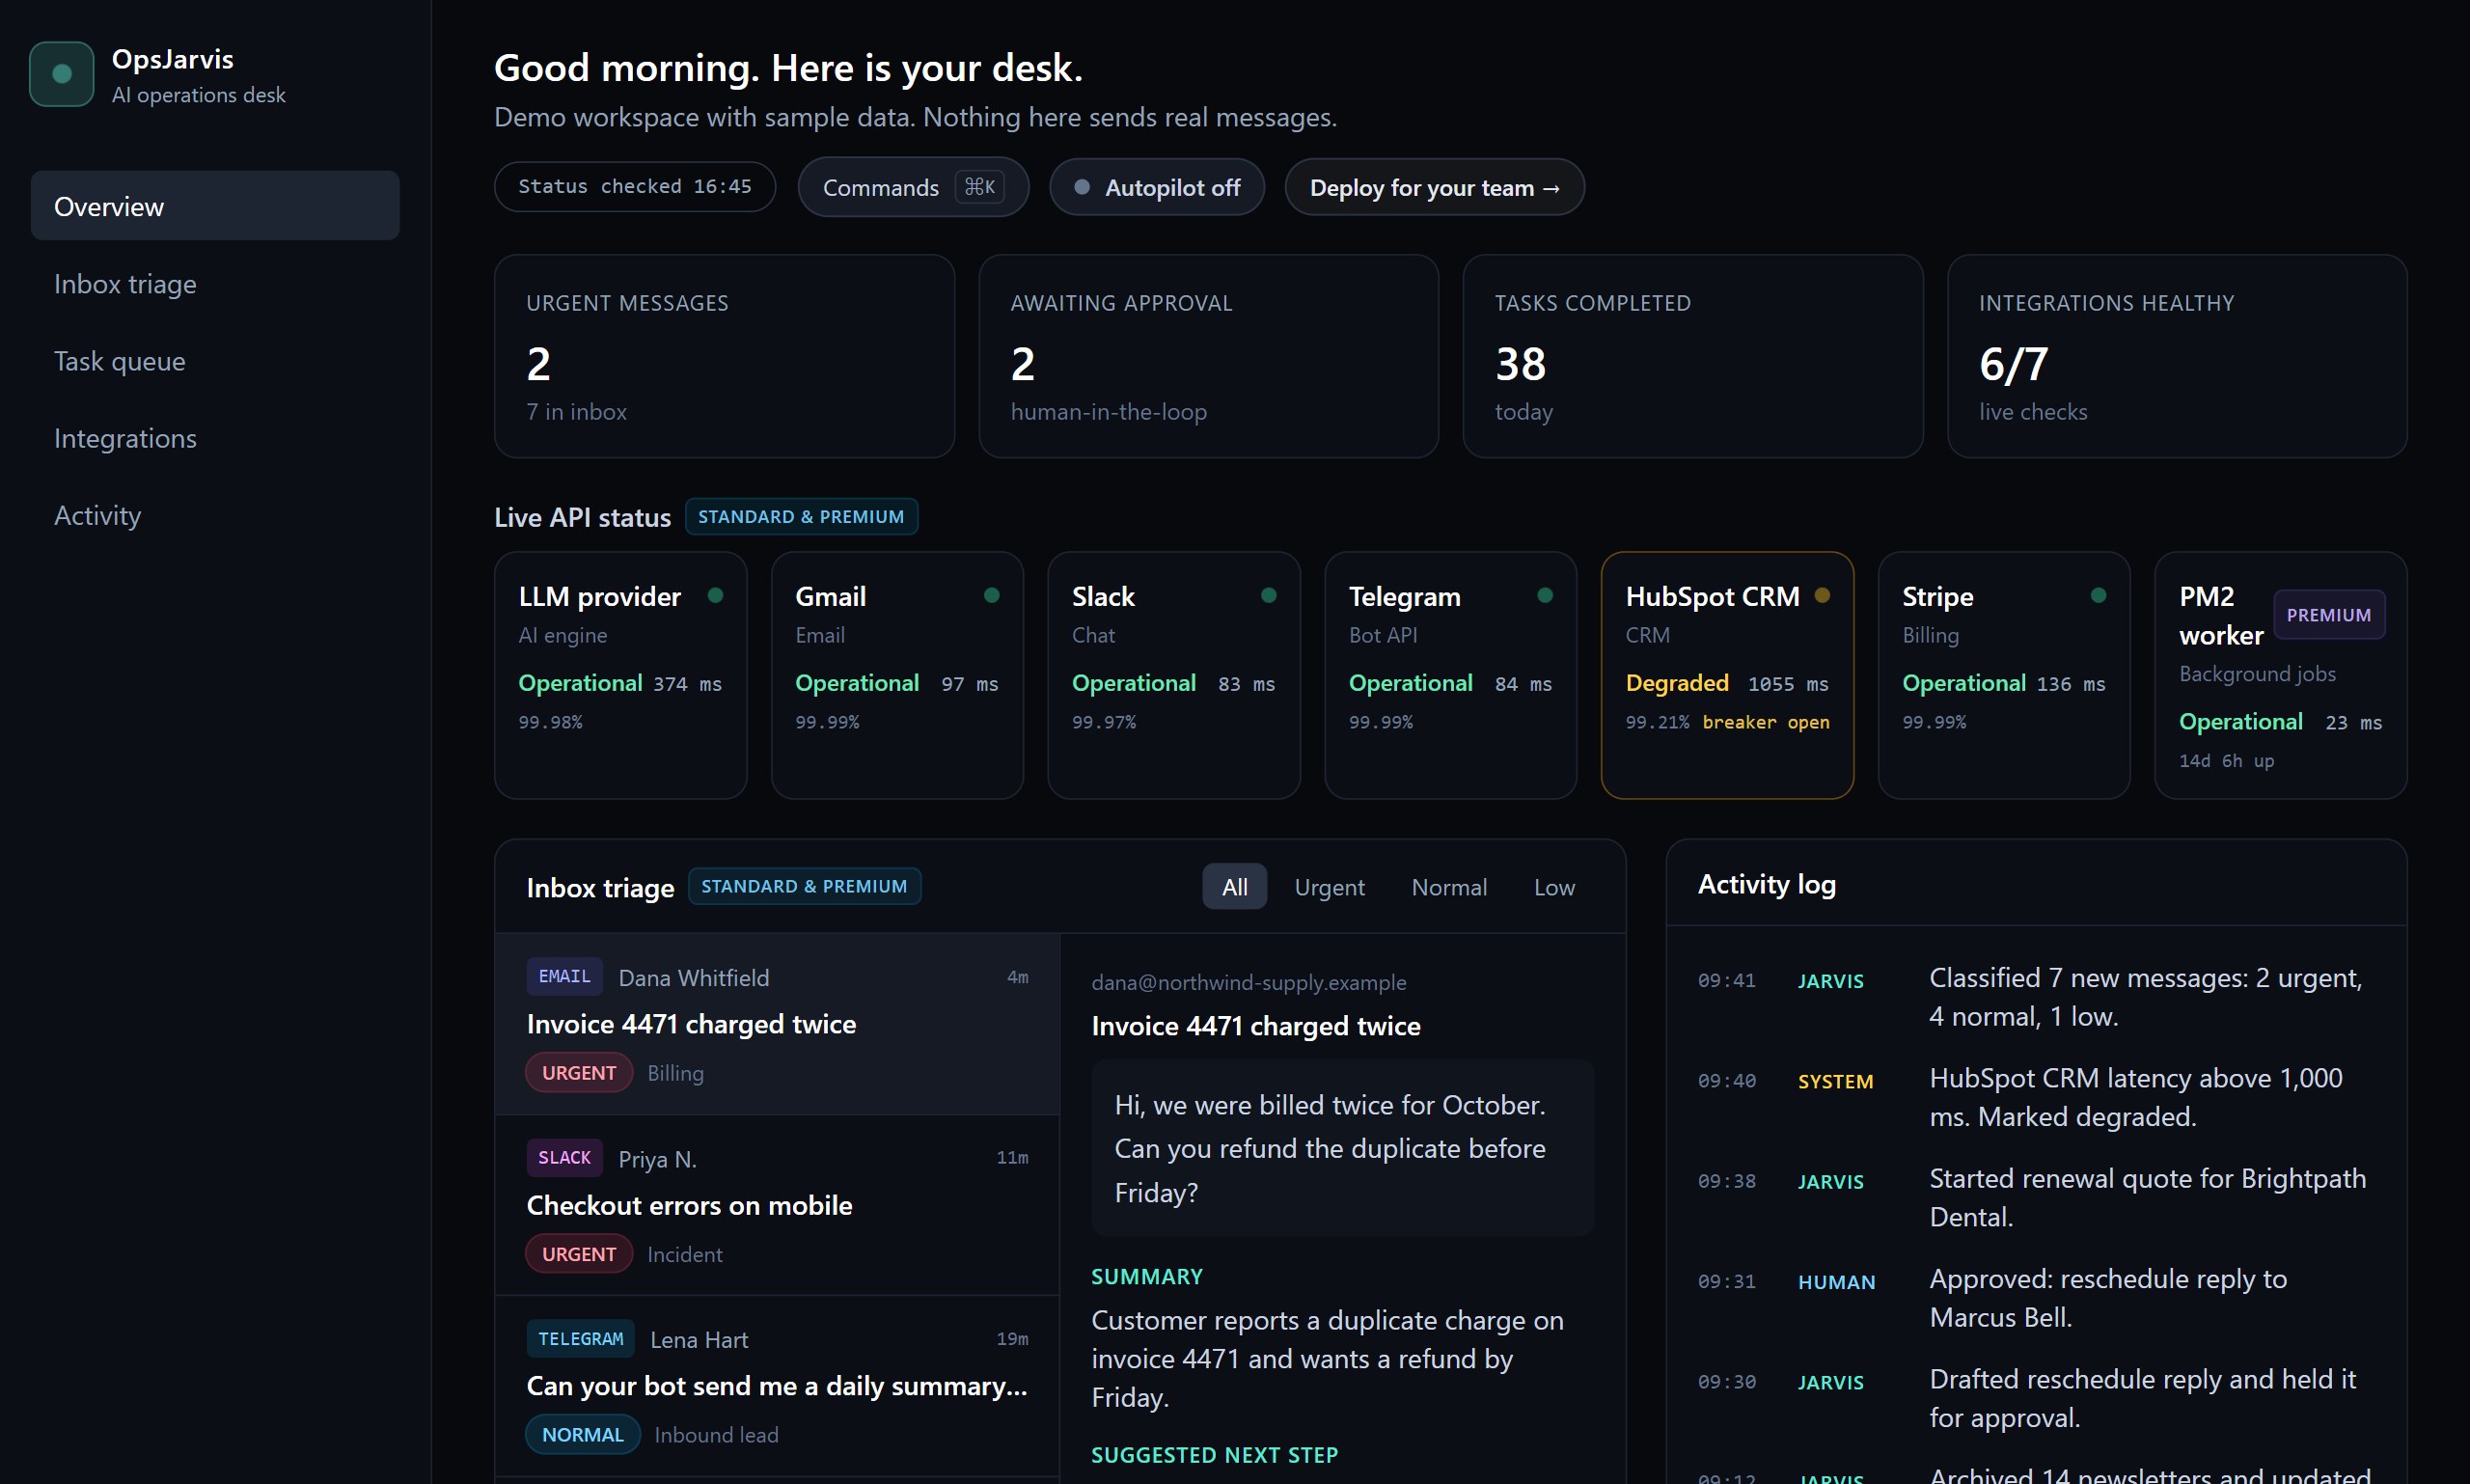 OpsJarvis
AI operations desk
Overview
Inbox triage
Task queue
Integrations
Activity
Good morning. Here is your desk.
Demo workspace with sample data. Nothing here sends real messages.
Status checked 16:45
Commands ⌘K
Autopilot off
Deploy for your team →
URGENT MESSAGES
2
7 in inbox
AWAITING APPROVAL
2
human-in-the-loop
TASKS COMPLETED
38
today
INTEGRATIONS HEALTHY
6/7
live checks
Live API status STANDARD & PREMIUM
LLM provider
AI engine
Operational 374 ms
99.98%
Gmail
Email
Operational 97 ms
99.99%
Slack
Chat
Operational 83 ms
99.97%
Telegram
Bot API
Operational 84 ms
99.99%
HubSpot CRM
CRM
Degraded 1055 ms
99.21% breaker open
Stripe
Billing
Operational 136 ms
99.99%
PM2
worker
PREMIUM
Background jobs
Operational 23 ms
14d 6h up
Inbox triage STANDARD & PREMIUM
All Urgent Normal Low
EMAIL Dana Whitfield 4m
Invoice 4471 charged twice
URGENT Billing
SLACK Priya N. 11m
Checkout errors on mobile
URGENT Incident
TELEGRAM Lena Hart 19m
Can your bot send me a daily summary...
NORMAL Inbound lead
dana@northwind-supply.example
Invoice 4471 charged twice
Hi, we were billed twice for October.
Can you refund the duplicate before
Friday?
SUMMARY
Customer reports a duplicate charge on
invoice 4471 and wants a refund by
Friday.
SUGGESTED NEXT STEP
Activity log
09:41 JARVIS Classified 7 new messages: 2 urgent,
4 normal, 1 low.
09:40 SYSTEM HubSpot CRM latency above 1,000
ms. Marked degraded.
09:38 JARVIS Started renewal quote for Brightpath
Dental.
09:31 HUMAN Approved: reschedule reply to
Marcus Bell.
09:30 JARVIS Drafted reschedule reply and held it
for approval.
09:12 JARVIS Archived 14 newsletters and updated